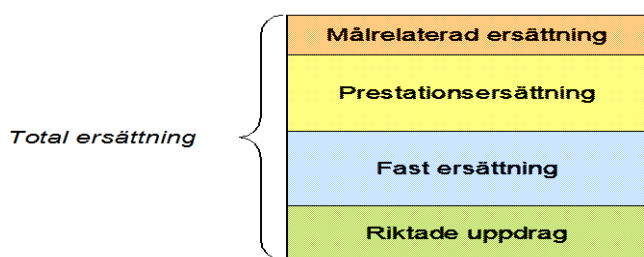 Målrelaterad ersättning
Prestationsersättning
Total ersättning
Fast ersättning
Riktade uppdrag